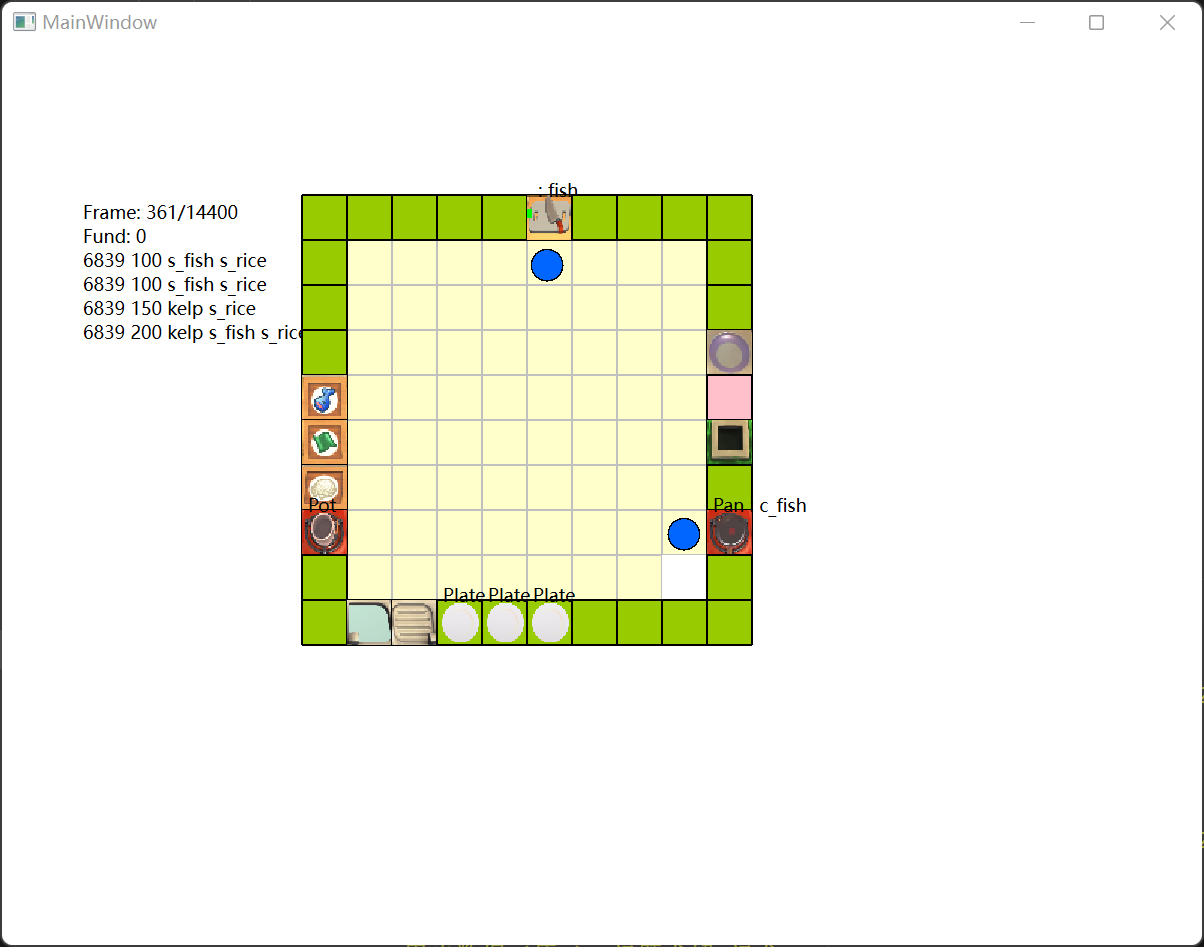 MainWindow
: fish
Frame: 361/14400
Fund: 0
6839 100 s_fish s_rice
6839 100 s_fish s_rice
6839 150 kelp s_rice
6839 200 kelp s_fish s_rice
Pot
Pan c_fish
Plate Plate Plate